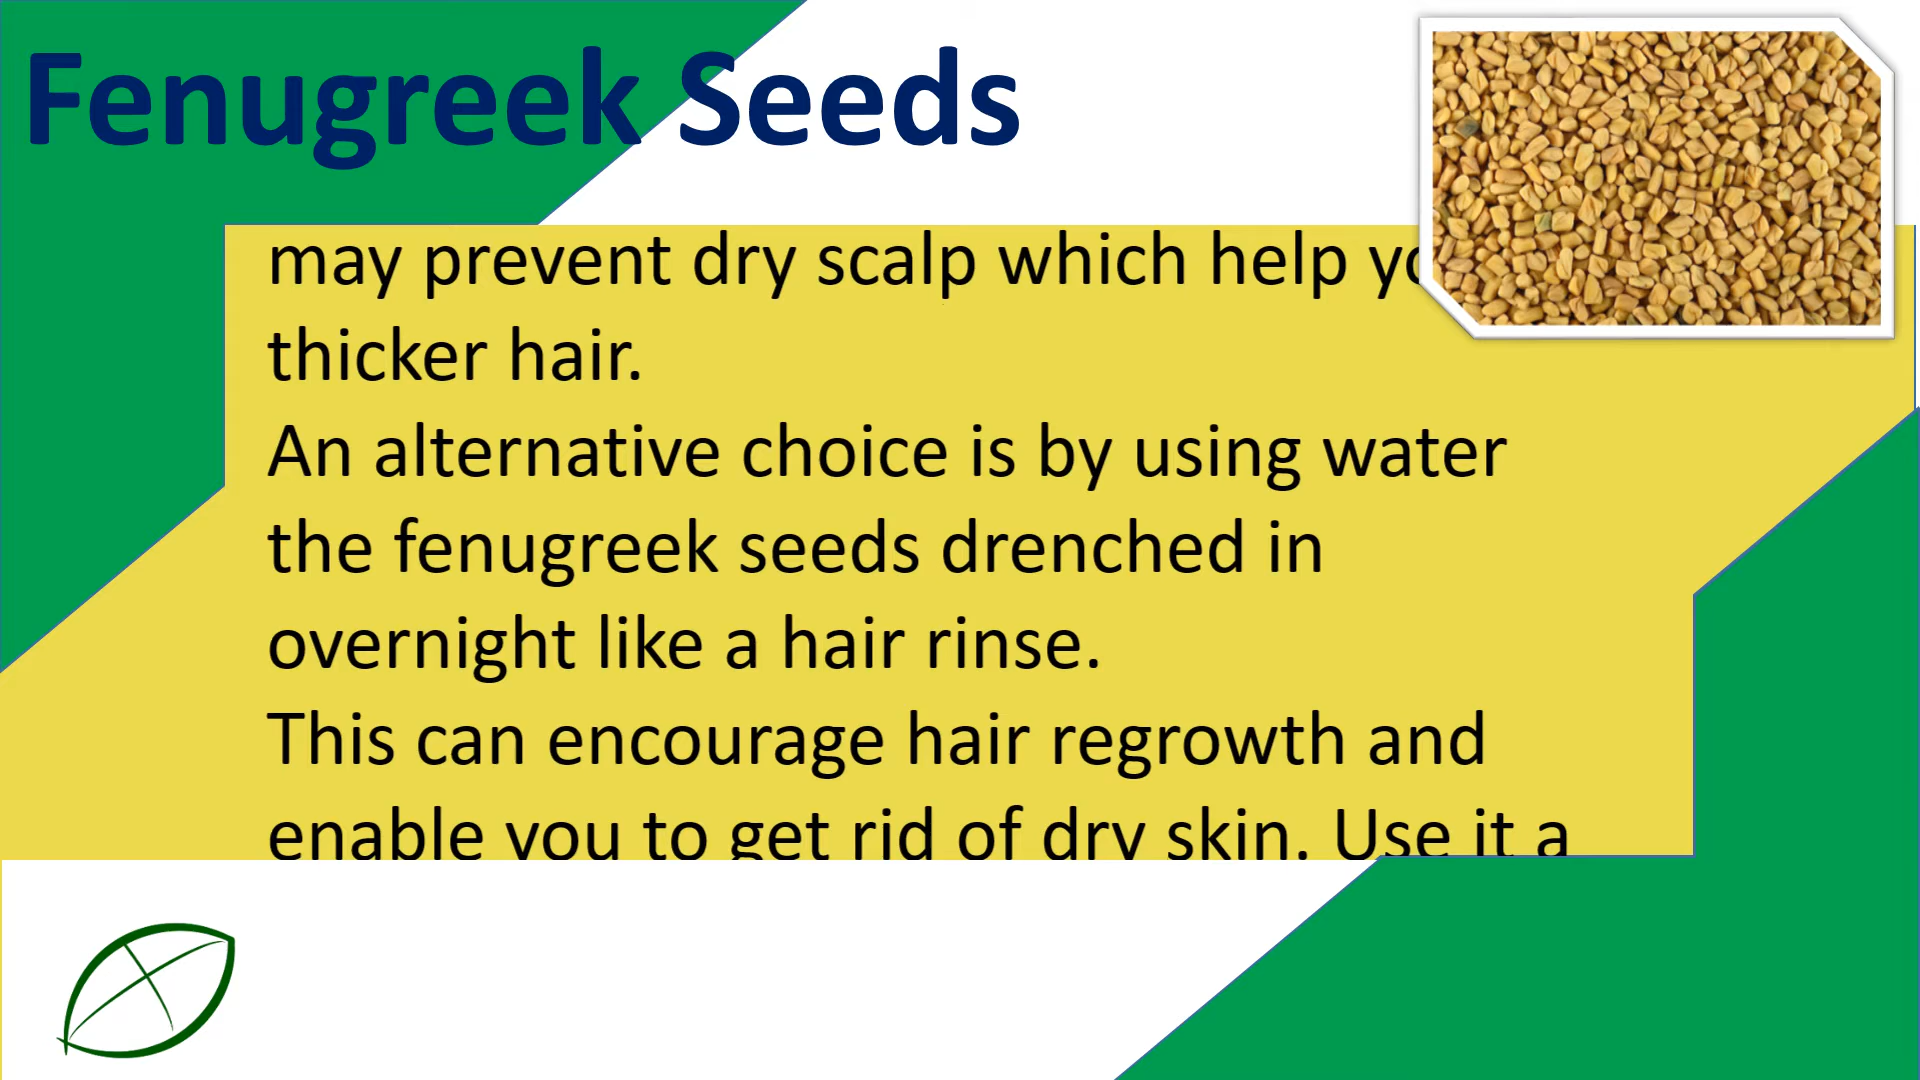 Fenugreek Seeds
may prevent dry scalp which help
thicker hair.
An alternative choice is by using water
the fenugreek seeds drenched in
overnight like a hair rinse.
This can encourage hair regrowth and
enable you to get rid of dry skin. Use it a